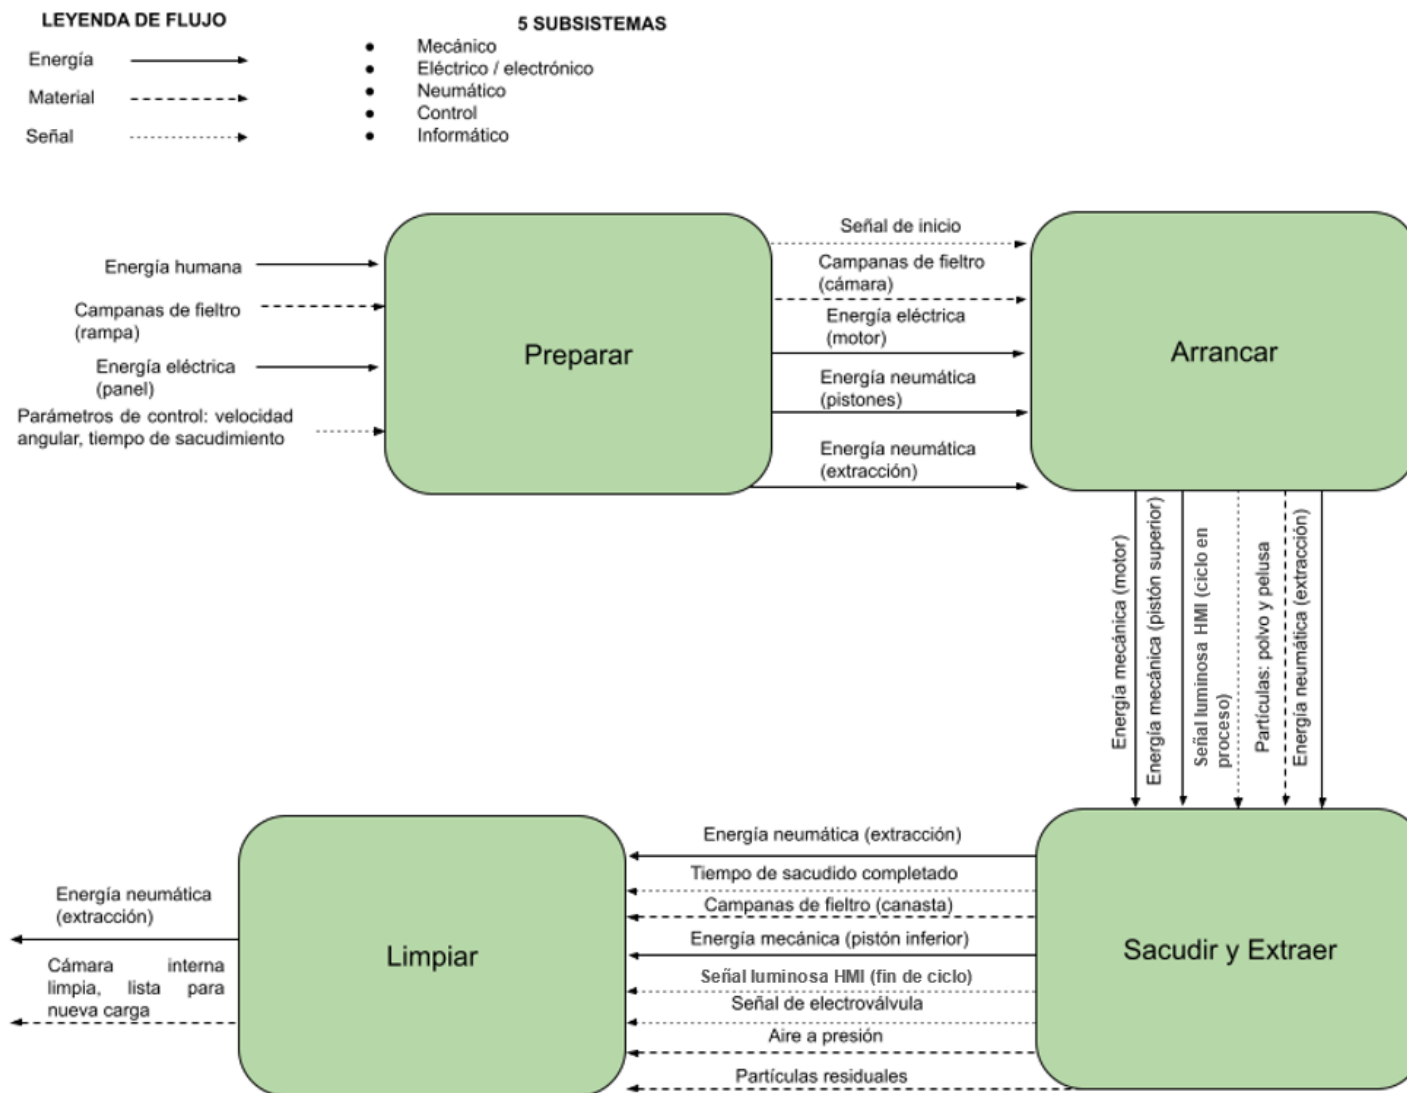 LEYENDA DE FLUJO
Energía
Material
Señal
5 SUBSISTEMAS
Mecánico
Eléctrico / electrónico
Neumático
Control
Informático
Energía humana
Campanas de fieltro
(rampa)
Energía eléctrica
(panel)
Parámetros de control: velocidad
angular, tiempo de sacudimiento
Preparar
Señal de inicio
Campanas de fieltro
(cámara)
Energía eléctrica
(motor)
Energía neumática
(pistones)
Energía neumática
(extracción)
Arrancar
Energía mecánica (motor)
Energía mecánica (pistón superior)
Señal luminosa HMI (ciclo en
proceso)
Partículas: polvo y pelusa
Energía neumática (extracción)
Sacudir y Extraer
Energía neumática (extracción)
Tiempo de sacudido completado
Campanas de fieltro (canasta)
Energía mecánica (pistón inferior)
Señal luminosa HMI (fin de ciclo)
Señal de electroválvula
Aire a presión
Partículas residuales
Limpiar
Energía neumática
(extracción)
Cámara interna
limpia, lista para
nueva carga